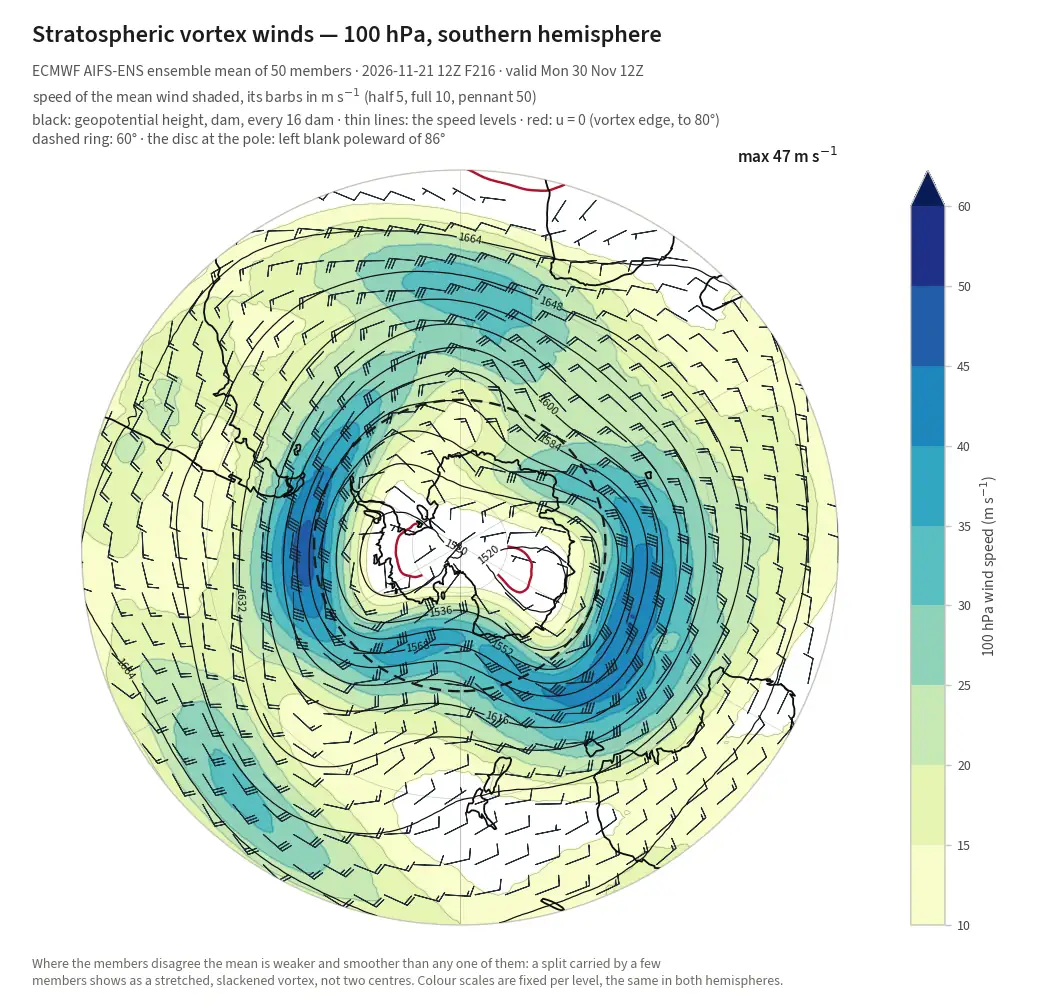 Stratospheric vortex winds — 100 hPa, southern hemisphere
ECMWF AIFS-ENS ensemble mean of 50 members · 2026-11-21 12Z F216 · valid Mon 30 Nov 12Z
speed of the mean wind shaded, its barbs in m s⁻¹ (half 5, full 10, pennant 50)
black: geopotential height, dam, every 16 dam · thin lines: the speed levels · red: u = 0 (vortex edge, to 80°)
dashed ring: 60° · the disc at the pole: left blank poleward of 86°
max 47 m s⁻¹
60
50
45
40
35
30
25
20
15
10
100 hPa wind speed (m s⁻¹)
1664
1648
1600
1584
1520
1536
1632
1568
1552
1616
1664
Where the members disagree the mean is weaker and smoother than any one of them: a split carried by a few
members shows as a stretched, slackened vortex, not two centres. Colour scales are fixed per level, the same in both hemispheres.